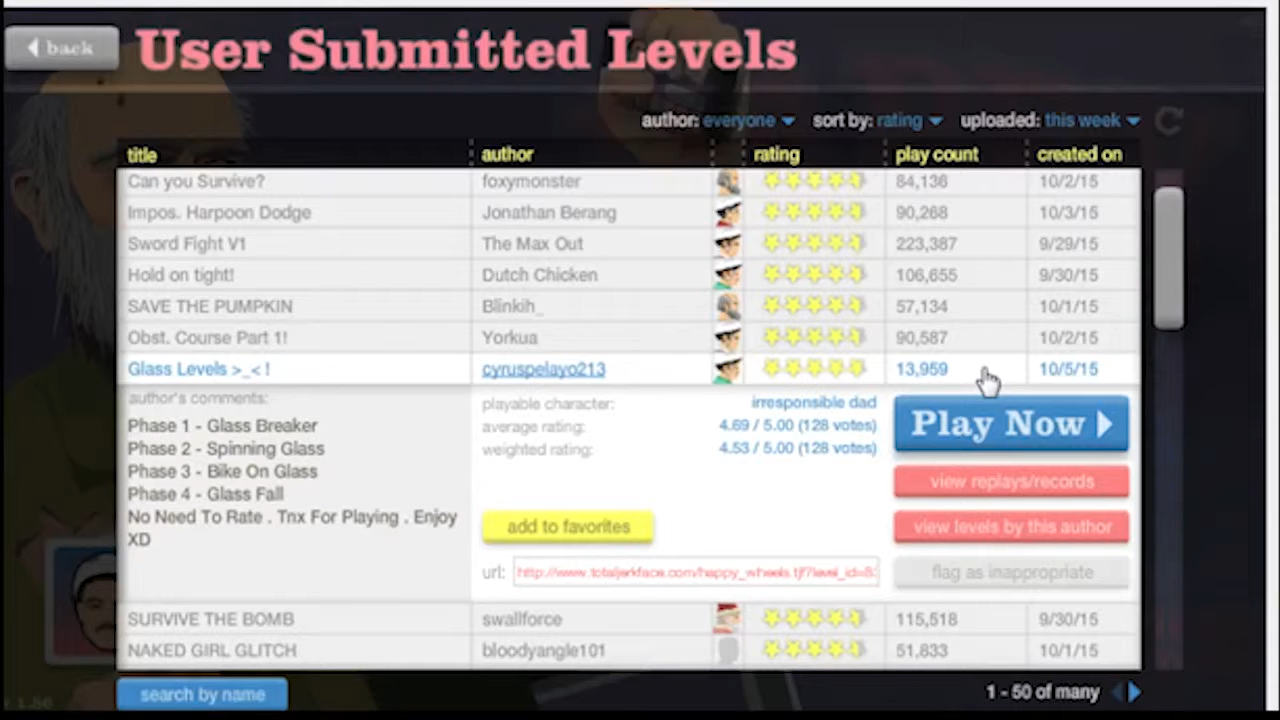 back
User Submitted Levels
author: everyone sort by: rating uploaded: this week
title author rating play count created on
Can you Survive? foxymonster 84,136 10/2/15
Impos. Harpoon Dodge Jonathan Berang 90,268 10/3/15
Sword Fight V1 The Max Out 223,387 9/29/15
Hold on tight! Dutch Chicken 106,655 9/30/15
SAVE THE PUMPKIN Blinkih_ 57,134 10/1/15
Obst. Course Part 1! Yorkua 90,587 10/2/15
Glass Levels >_< ! cyruspelayo213 13,959 10/5/15
author's comments:
Phase 1 - Glass Breaker
Phase 2 - Spinning Glass
Phase 3 - Bike On Glass
Phase 4 - Glass Fall
No Need To Rate . Tnx For Playing . Enjoy
XD
playable character: irresponsible dad
average rating: 4.69 / 5.00 (128 votes)
weighted rating: 4.53 / 5.00 (128 votes)
add to favorites
url: http://www.totaljerkface.com/happy_wheels.tjf?level_id=8
Play Now
view replays/records
view levels by this author
flag as inappropriate
SURVIVE THE BOMB swallforce 115,518 9/30/15
NAKED GIRL GLITCH bloodyangle101 51,833 10/1/15
search by name
1 - 50 of many